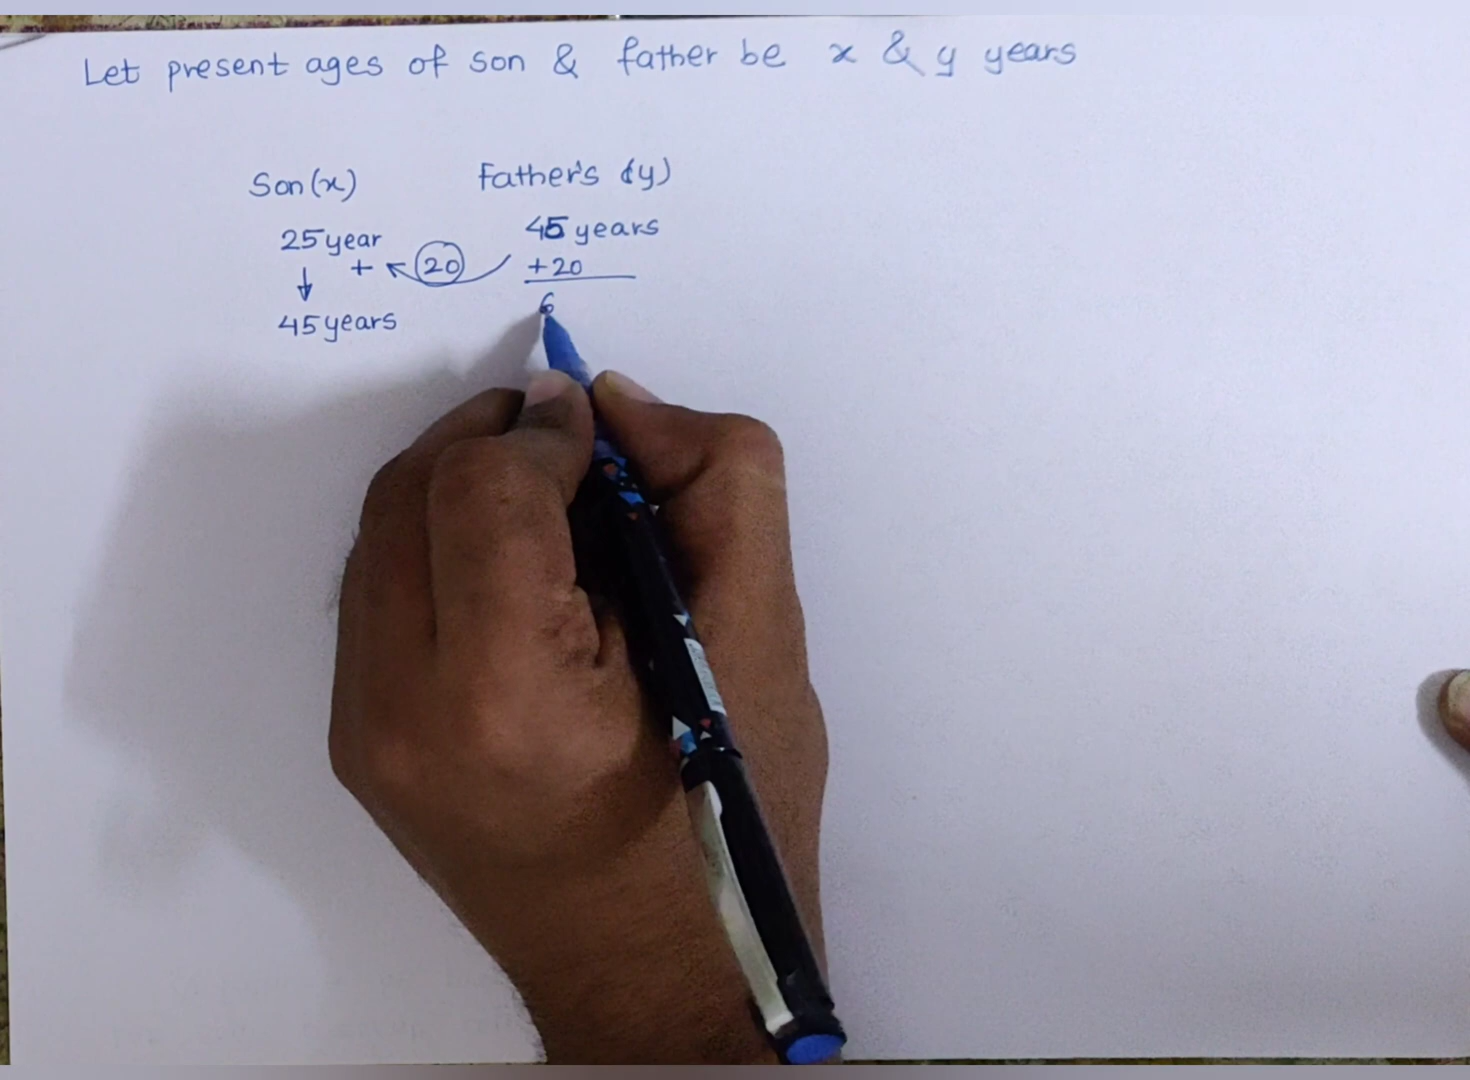 Let present ages of son & father be x & y years
Son(x) Father's (y)
25 year 45 years
+ 20 +20
↓ 6
45 years